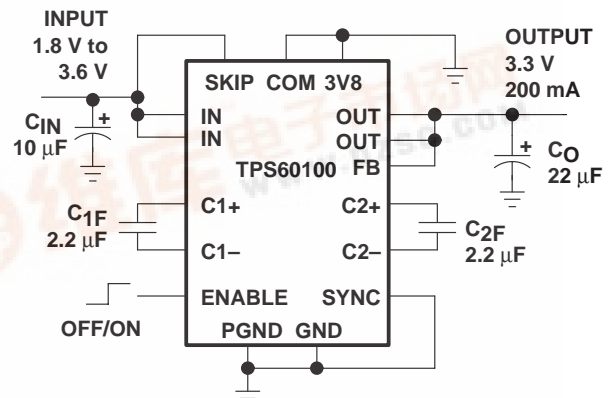 INPUT
1.8 V to
3.6 V
OUTPUT
3.3 V
200 mA
SKIP COM 3V8
IN
IN
OUT
OUT
FB
TPS60100
CIN
10 μF
+
CO
22 μF
+
C1F
2.2 μF
C1+
C1–
C2+
C2–
C2F
2.2 μF
ENABLE
SYNC
OFF/ON
PGND GND